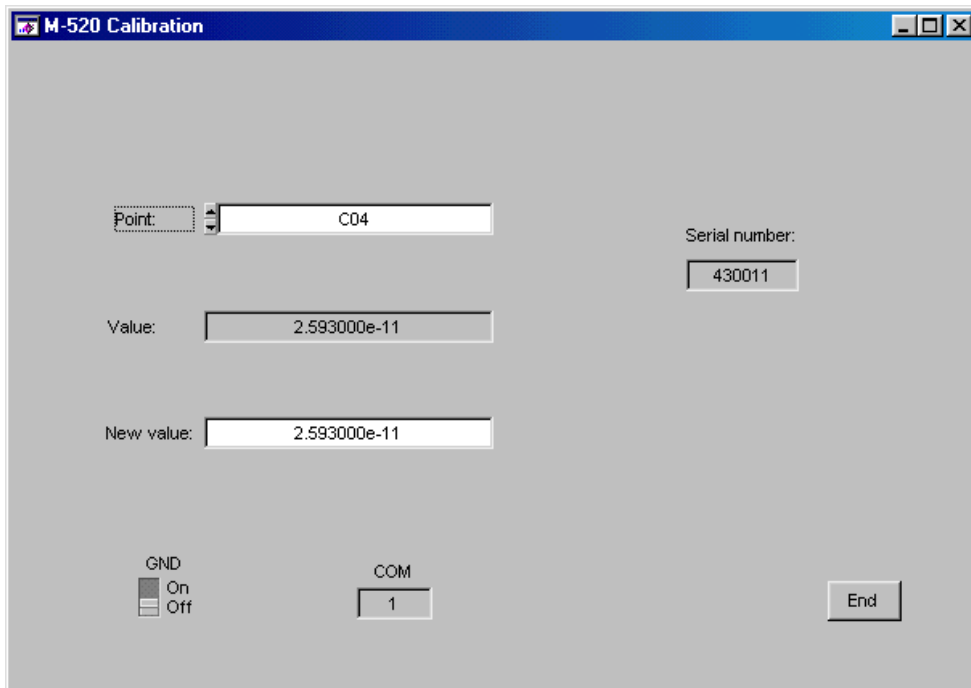 M-520 Calibration
Point:
C04
Serial number:
430011
Value:
2.593000e-11
New value:
2.593000e-11
GND
On
Off
COM
1
End